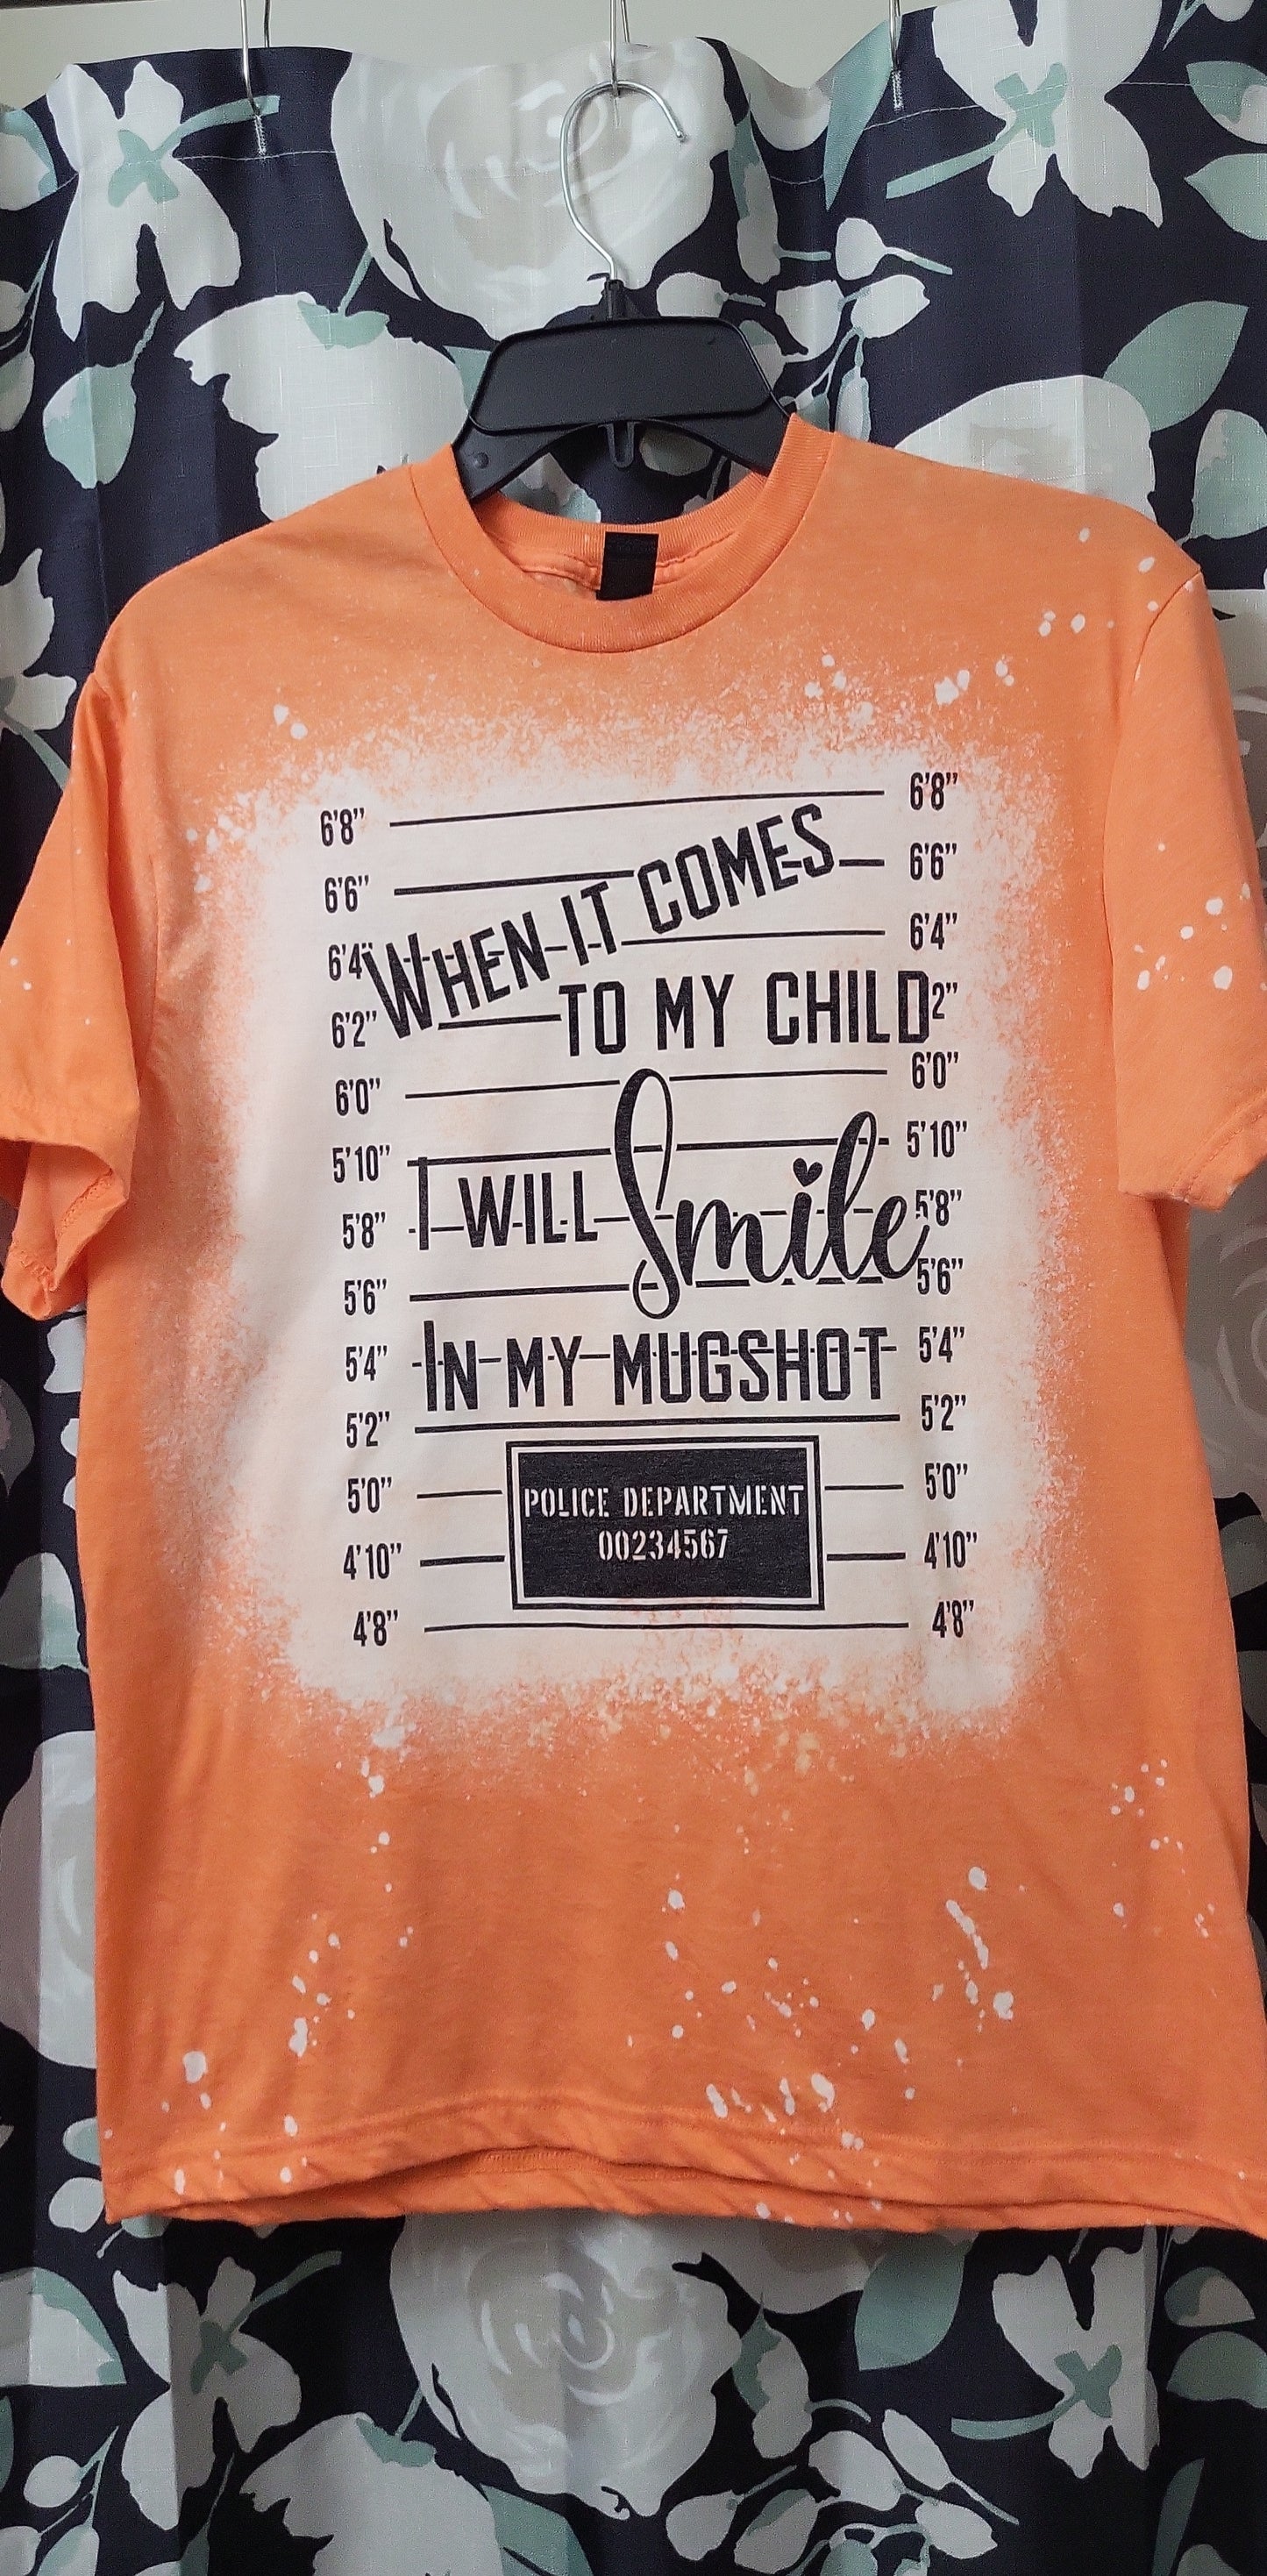 6'8" 6'8"
6'6" WHEN IT COMES 6'6"
6'4" 6'4"
6'2" TO MY CHILD 2"
6'0" 6'0"
5'10" 5'10"
5'8" I WILL Smile 5'8"
5'6" 5'6"
5'4" IN MY MUGSHOT 5'4"
5'2" 5'2"
5'0" POLICE DEPARTMENT 5'0"
4'10" 00234567 4'10"
4'8" 4'8"